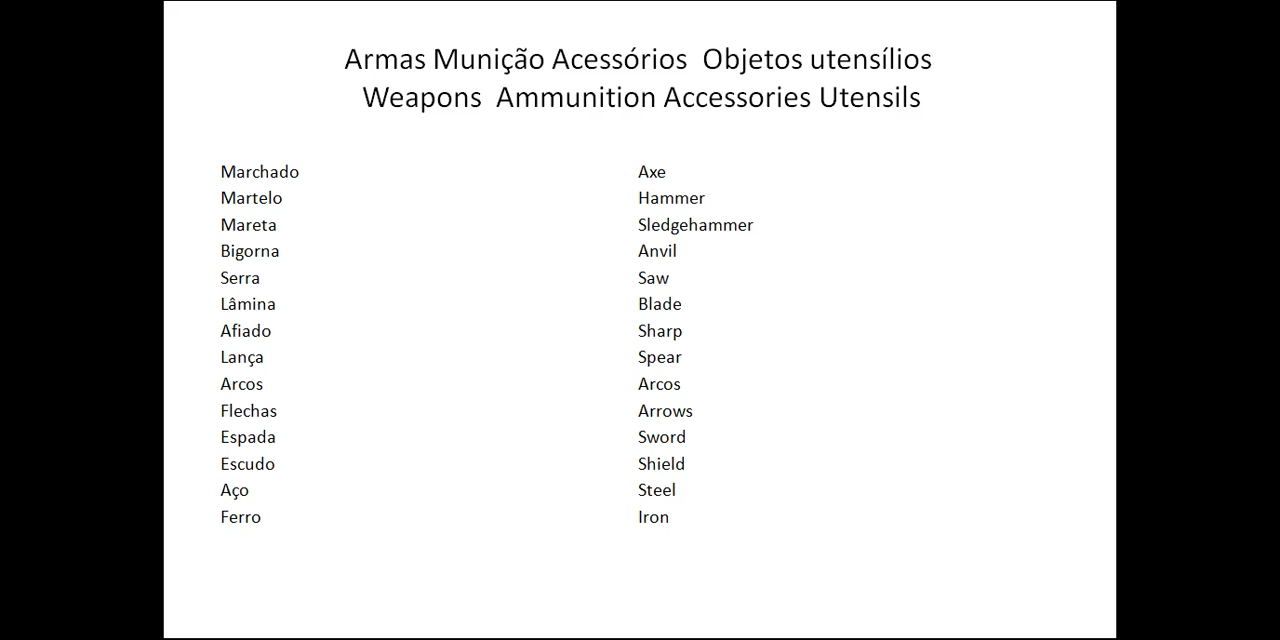 Armas Munição Acessórios  Objetos utensílios
Weapons  Ammunition Accessories Utensils
Marchado Axe
Martelo Hammer
Mareta Sledgehammer
Bigorna Anvil
Serra Saw
Lâmina Blade
Afiado Sharp
Lança Spear
Arcos Arcos
Flechas Arrows
Espada Sword
Escudo Shield
Aço Steel
Ferro Iron